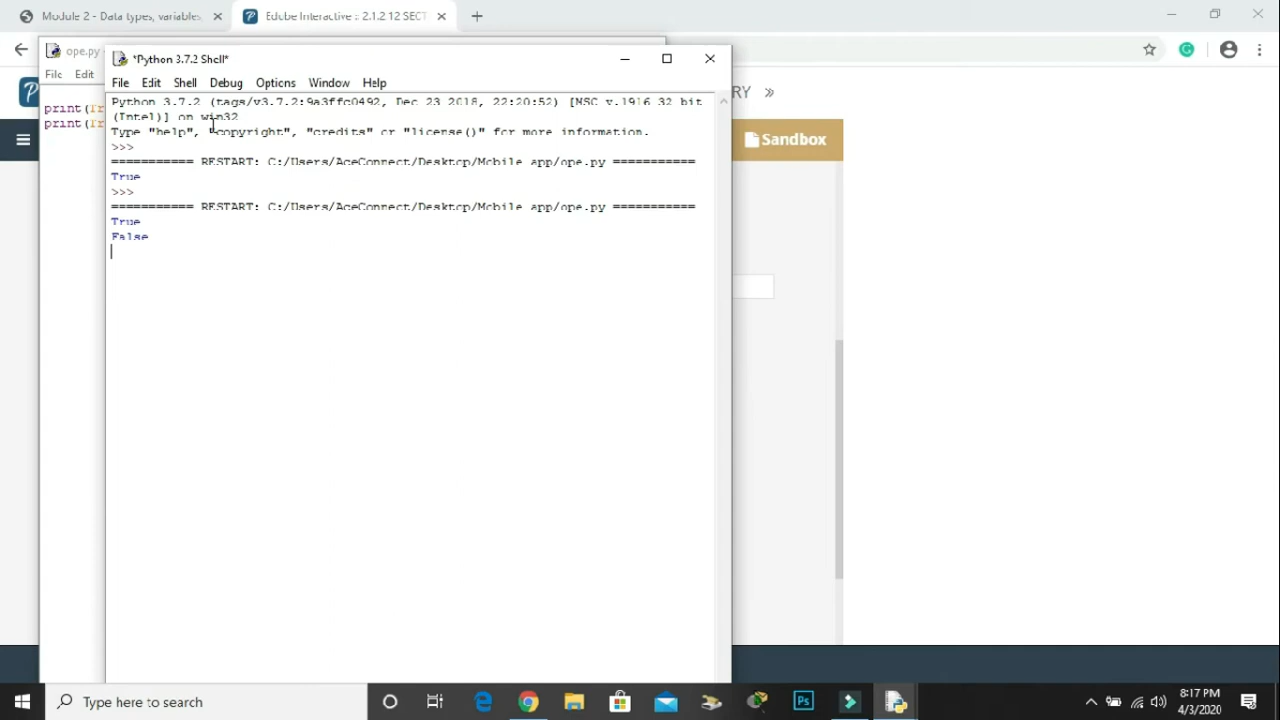 Module 2 - Data types, variables,
Edube Interactive :: 2.1.2.12 SECT
ope.py
*Python 3.7.2 Shell*
File Edit
File Edit Shell Debug Options Window Help
RY »
Python 3.7.2 (tags/v3.7.2:9a3ffc0492, Dec 23 2018, 22:20:52) [MSC v.1916 32 bit
(Intel)] on win32
Type "help", "copyright", "credits" or "license()" for more information.
>>>
=========== RESTART: C:/Users/AceConnect/Desktop/Mobile app/ope.py ===========
True
>>>
=========== RESTART: C:/Users/AceConnect/Desktop/Mobile app/ope.py ===========
True
False
print(Tr
print(Tr
Sandbox
Type here to search
Ps
8:17 PM
4/3/2020